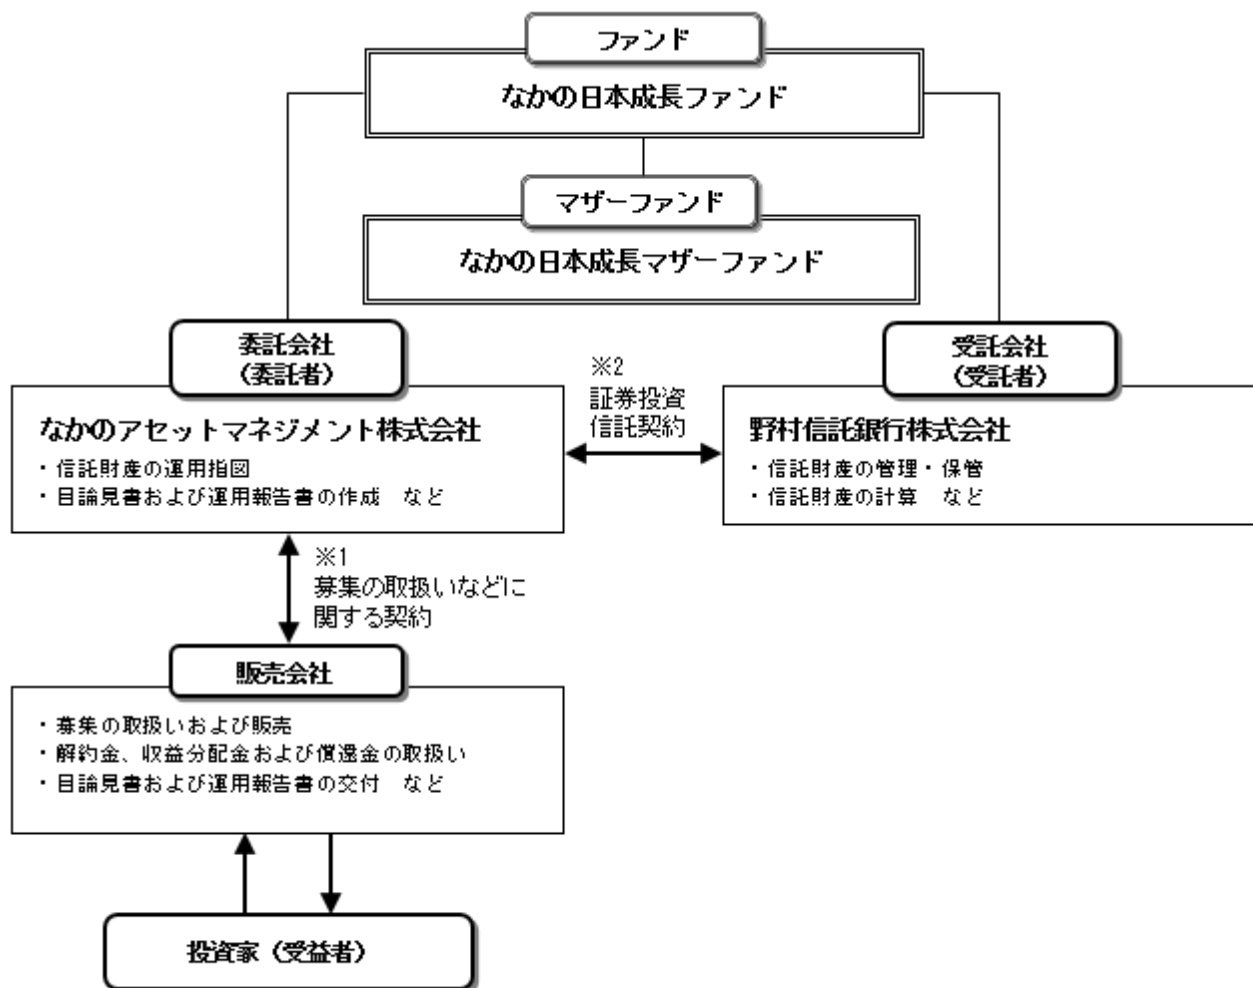 ファンド
なかの日本成長ファンド
マザーファンド
なかの日本成長マザーファンド
委託会社
（委託者）
なかのアセットマネジメント株式会社
・信託財産の運用指図
・目論見書および運用報告書の作成　など
※2
証券投資
信託契約
受託会社
（受託者）
野村信託銀行株式会社
・信託財産の管理・保管
・信託財産の計算　など
※1
募集の取扱いなどに
関する契約
販売会社
・募集の取扱いおよび販売
・解約金、収益分配金および償還金の取扱い
・目論見書および運用報告書の交付　など
投資家（受益者）